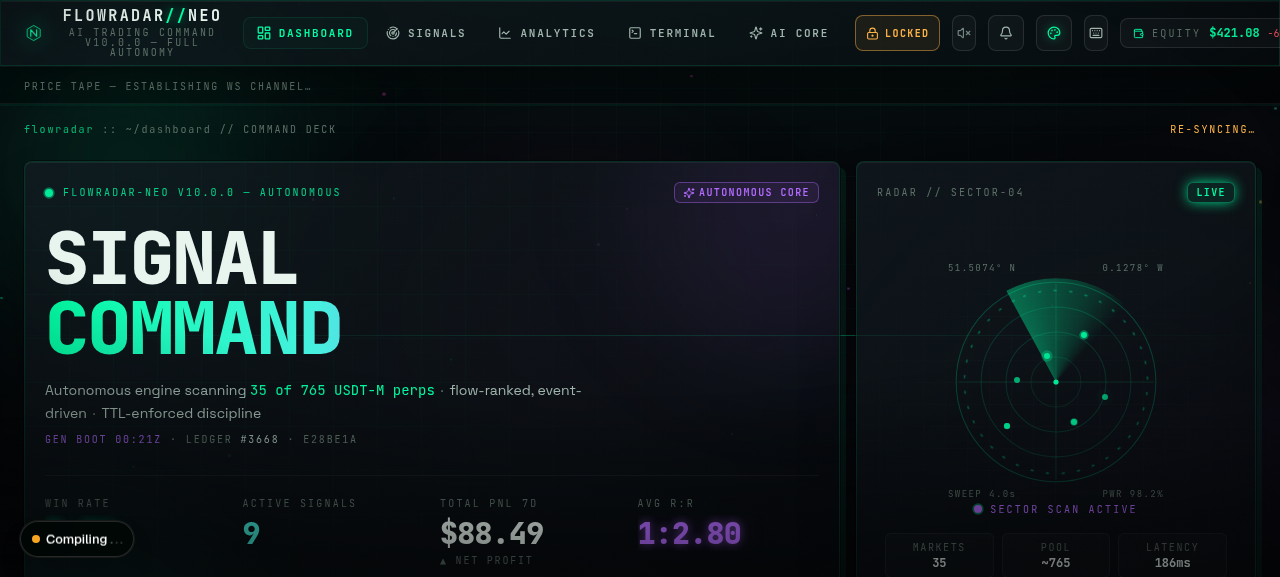 FLOWRADAR//NEO
AI TRADING COMMAND
V10.0.0 — FULL
AUTONOMY
DASHBOARD
SIGNALS
ANALYTICS
TERMINAL
AI CORE
LOCKED
EQUITY $421.08 -6
PRICE TAPE — ESTABLISHING WS CHANNEL…
flowradar :: ~/dashboard // COMMAND DECK
RE-SYNCING…
FLOWRADAR-NEO V10.0.0 — AUTONOMOUS
AUTONOMOUS CORE
SIGNAL
COMMAND
Autonomous engine scanning 35 of 765 USDT-M perps · flow-ranked, event-
driven · TTL-enforced discipline
GEN BOOT 00:21Z · LEDGER #3668 · E28BE1A
WIN RATE
ACTIVE SIGNALS
9
TOTAL PNL 7D
$88.49
▲ NET PROFIT
AVG R:R
1:2.80
Compiling...
RADAR // SECTOR-04
LIVE
51.5074° N
0.1278° W
SWEEP 4.0s
PWR 98.2%
SECTOR SCAN ACTIVE
MARKETS
35
POOL
~765
LATENCY
186ms